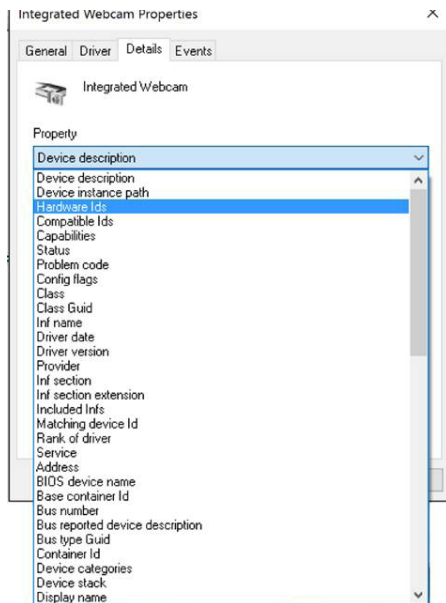 Integrated Webcam Properties
General Driver Details Events
Integrated Webcam
Property
Device description
Device description
Device instance path
Hardware Ids
Compatible Ids
Capabilities
Status
Problem code
Config flags
Class
Class Guid
Inf name
Driver date
Driver version
Provider
Inf section
Inf section extension
Included Infs
Matching device Id
Rank of driver
Service
Address
BIOS device name
Base container Id
Bus number
Bus reported device description
Bus type Guid
Container Id
Device categories
Device stack
Display name